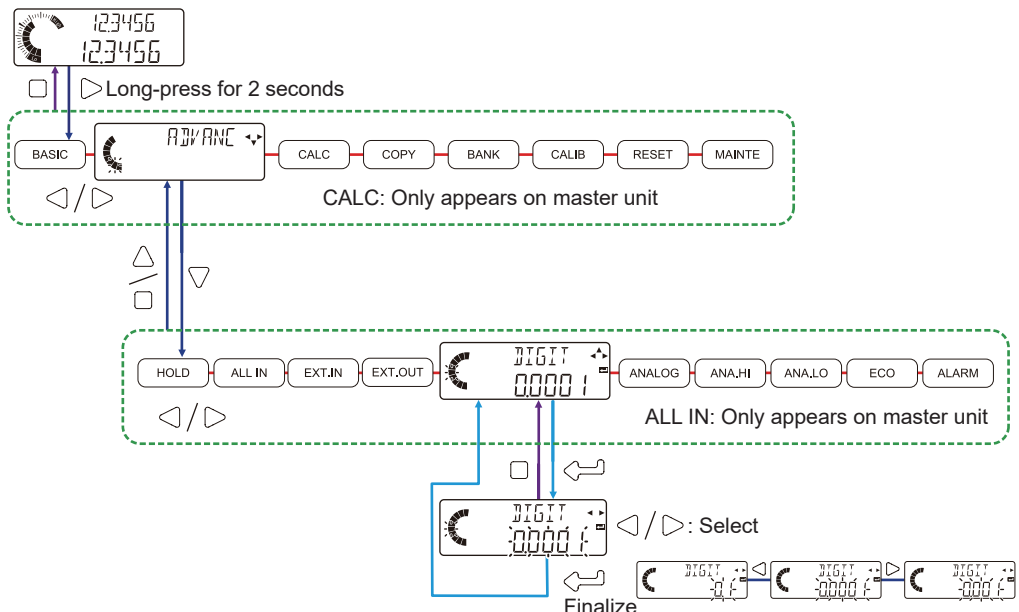 12.3456
12.3456
Long-press for 2 seconds
BASIC ADVANC CALC COPY BANK CALIB RESET MAINTE
CALC: Only appears on master unit
HOLD ALL IN EXT.IN EXT.OUT DIGIT ANALOG ANA.HI ANA.LO ECO ALARM
0.0001
ALL IN: Only appears on master unit
DIGIT
0.0001
: Select
Finalize
DIGIT DIGIT DIGIT
0.1 0.0001 0.001